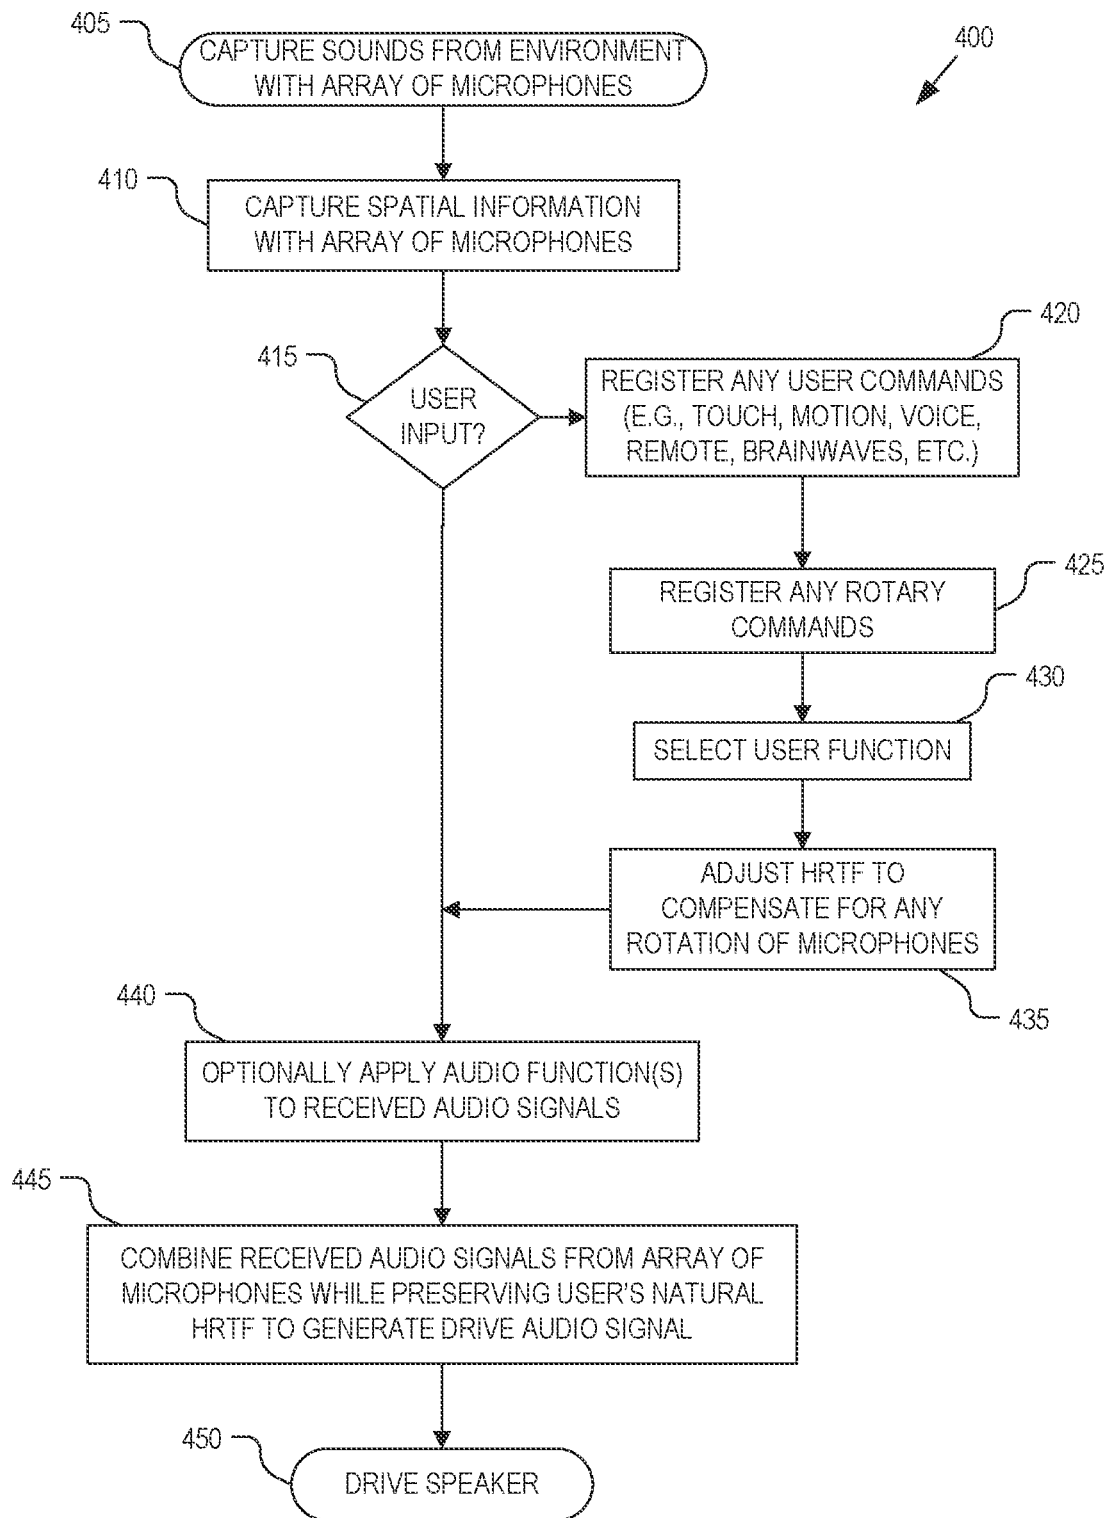 405
CAPTURE SOUNDS FROM ENVIRONMENT
WITH ARRAY OF MICROPHONES
400
410
CAPTURE SPATIAL INFORMATION
WITH ARRAY OF MICROPHONES
415
USER
INPUT?
420
REGISTER ANY USER COMMANDS
(E.G., TOUCH, MOTION, VOICE,
REMOTE, BRAINWAVES, ETC.)
425
REGISTER ANY ROTARY
COMMANDS
430
SELECT USER FUNCTION
ADJUST HRTF TO
COMPENSATE FOR ANY
ROTATION OF MICROPHONES
435
440
OPTIONALLY APPLY AUDIO FUNCTION(S)
TO RECEIVED AUDIO SIGNALS
445
COMBINE RECEIVED AUDIO SIGNALS FROM ARRAY OF
MICROPHONES WHILE PRESERVING USER'S NATURAL
HRTF TO GENERATE DRIVE AUDIO SIGNAL
450
DRIVE SPEAKER